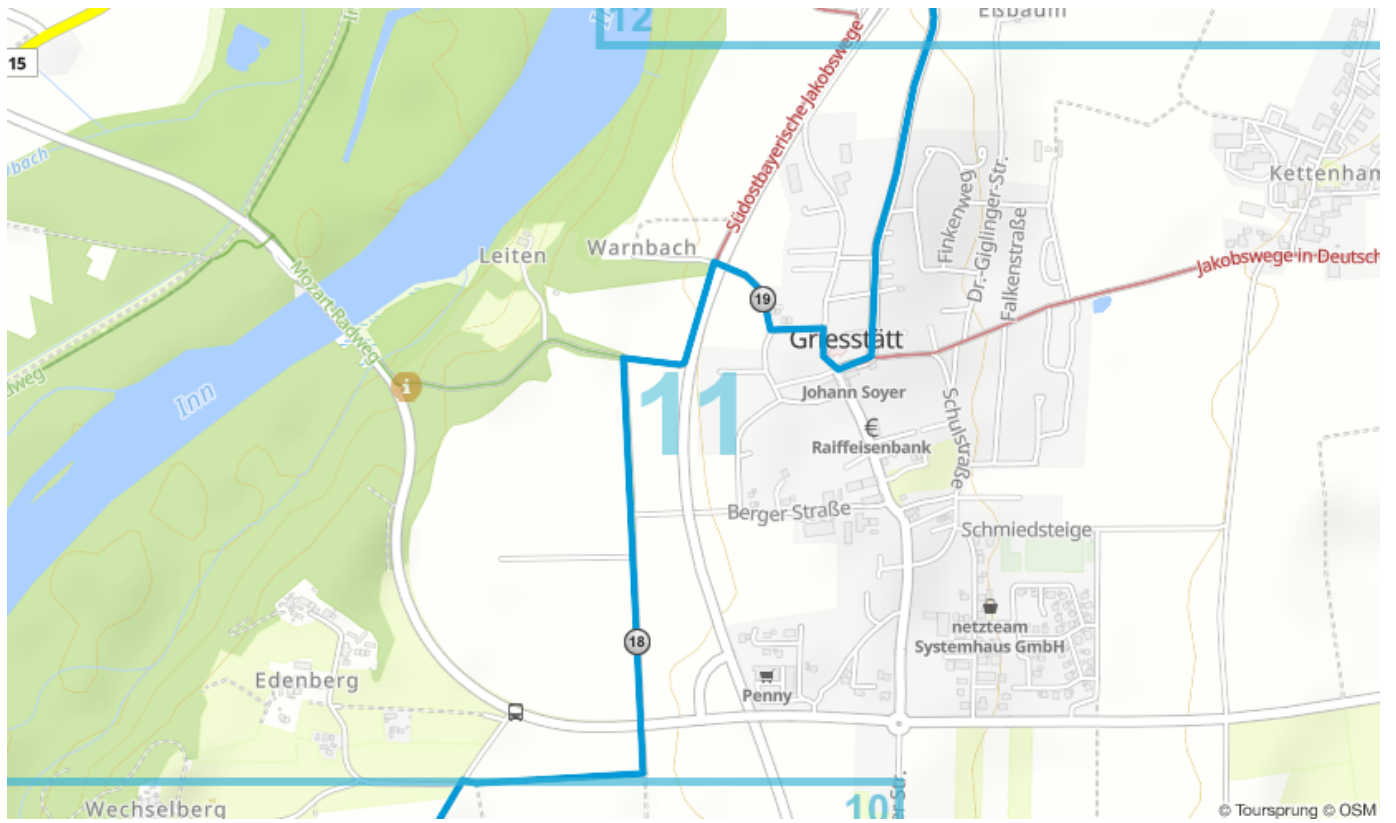 12
Eßbaum
15
Südostbayerische Jakobswege
Kettenham
Finkenweg
Dr.-Giglinger-Str.
Falkenstraße
Warnbach
Leiten
Jakobswege in Deutsch
Mozart-Radweg
19
Griesstätt
Inn
i
11
Johann Soyer
€
Raiffeisenbank
Schulstraße
Berger Straße
Schmiedsteige
18
netzteam
Systemhaus GmbH
Edenberg
Penny
Wechselberg
10
© Toursprung © OSM